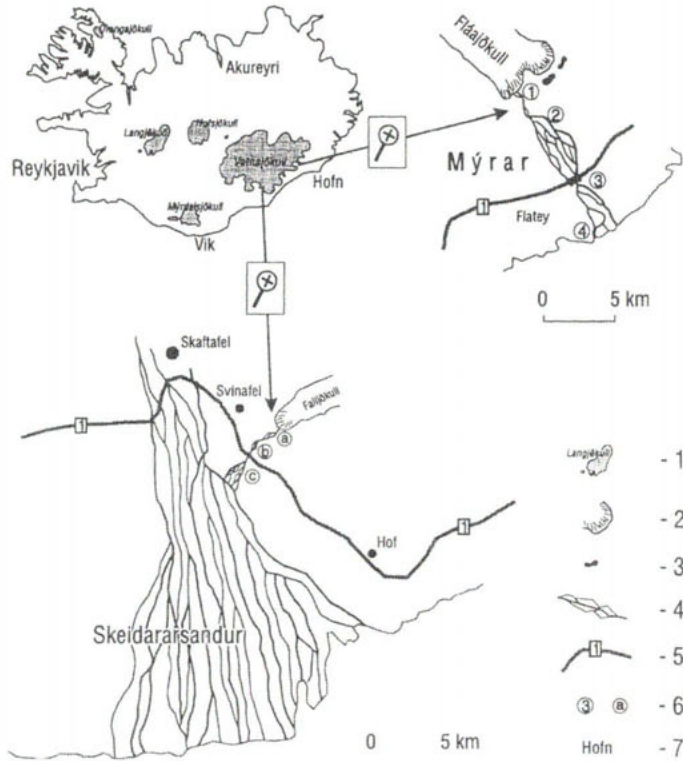 Drangajökull
Akureyri
Langjökull
Hofsjökull
Vatnajökull
Reykjavik
Hofn
Mýrdalsjökull
Vik
Fláajökull
1
2
Mýrar
3
1
Flatey
4
0 5 km
Skaftafel
Svinafel
Falljökull
1
a
b
c
Hof
1
Skeidararsandur
0 5 km
Langjökull - 1
- 2
- 3
- 4
1 - 5
3 a - 6
Hofn - 7